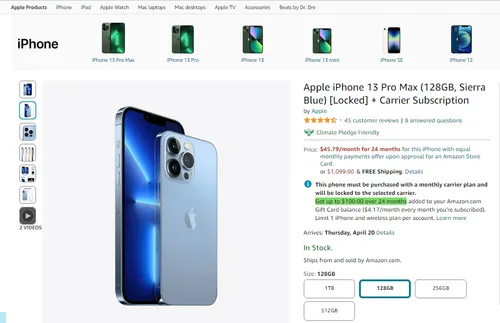 Apple Products iPhone iPad Apple Watch Mac laptops Mac desktops Apple TV Accessories Beats by Dr. Dre
iPhone
iPhone 13 Pro Max iPhone 13 Pro iPhone 13 iPhone 13 mini iPhone SE iPhone 12
2 VIDEOS
Apple iPhone 13 Pro Max (128GB, Sierra
Blue) [Locked] + Carrier Subscription
by Apple
45 customer reviews | 8 answered questions
Climate Pledge Friendly
Price: $45.79/month for 24 months for this iPhone with equal
monthly payments offer upon approval for an Amazon Store
Card.
or $1,099.00 & FREE Shipping. Details
This phone must be purchased with a monthly carrier plan and
will be locked to the selected carrier.
Get up to $100.00 over 24 months added to your Amazon.com
Gift Card balance ($4.17/month every month you're subscribed).
Limit 1 iPhone and wireless plan per account. Learn more
Arrives: Thursday, April 20 Details
In Stock.
Ships from and sold by Amazon.com.
Size: 128GB
1TB 128GB 256GB
512GB